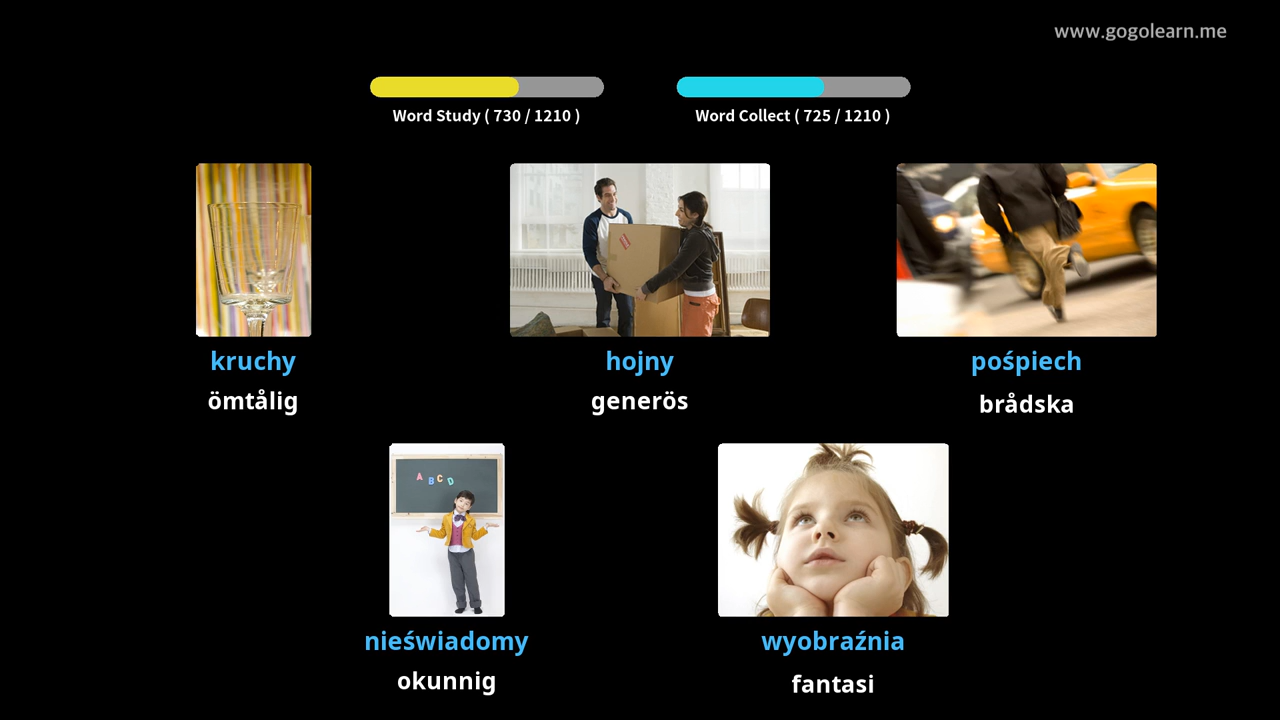 www.gogolearn.me
Word Study ( 730 / 1210 )
Word Collect ( 725 / 1210 )
kruchy
ömtålig
hojny
generös
pośpiech
brådska
A B C D
nieświadomy
okunnig
wyobraźnia
fantasi